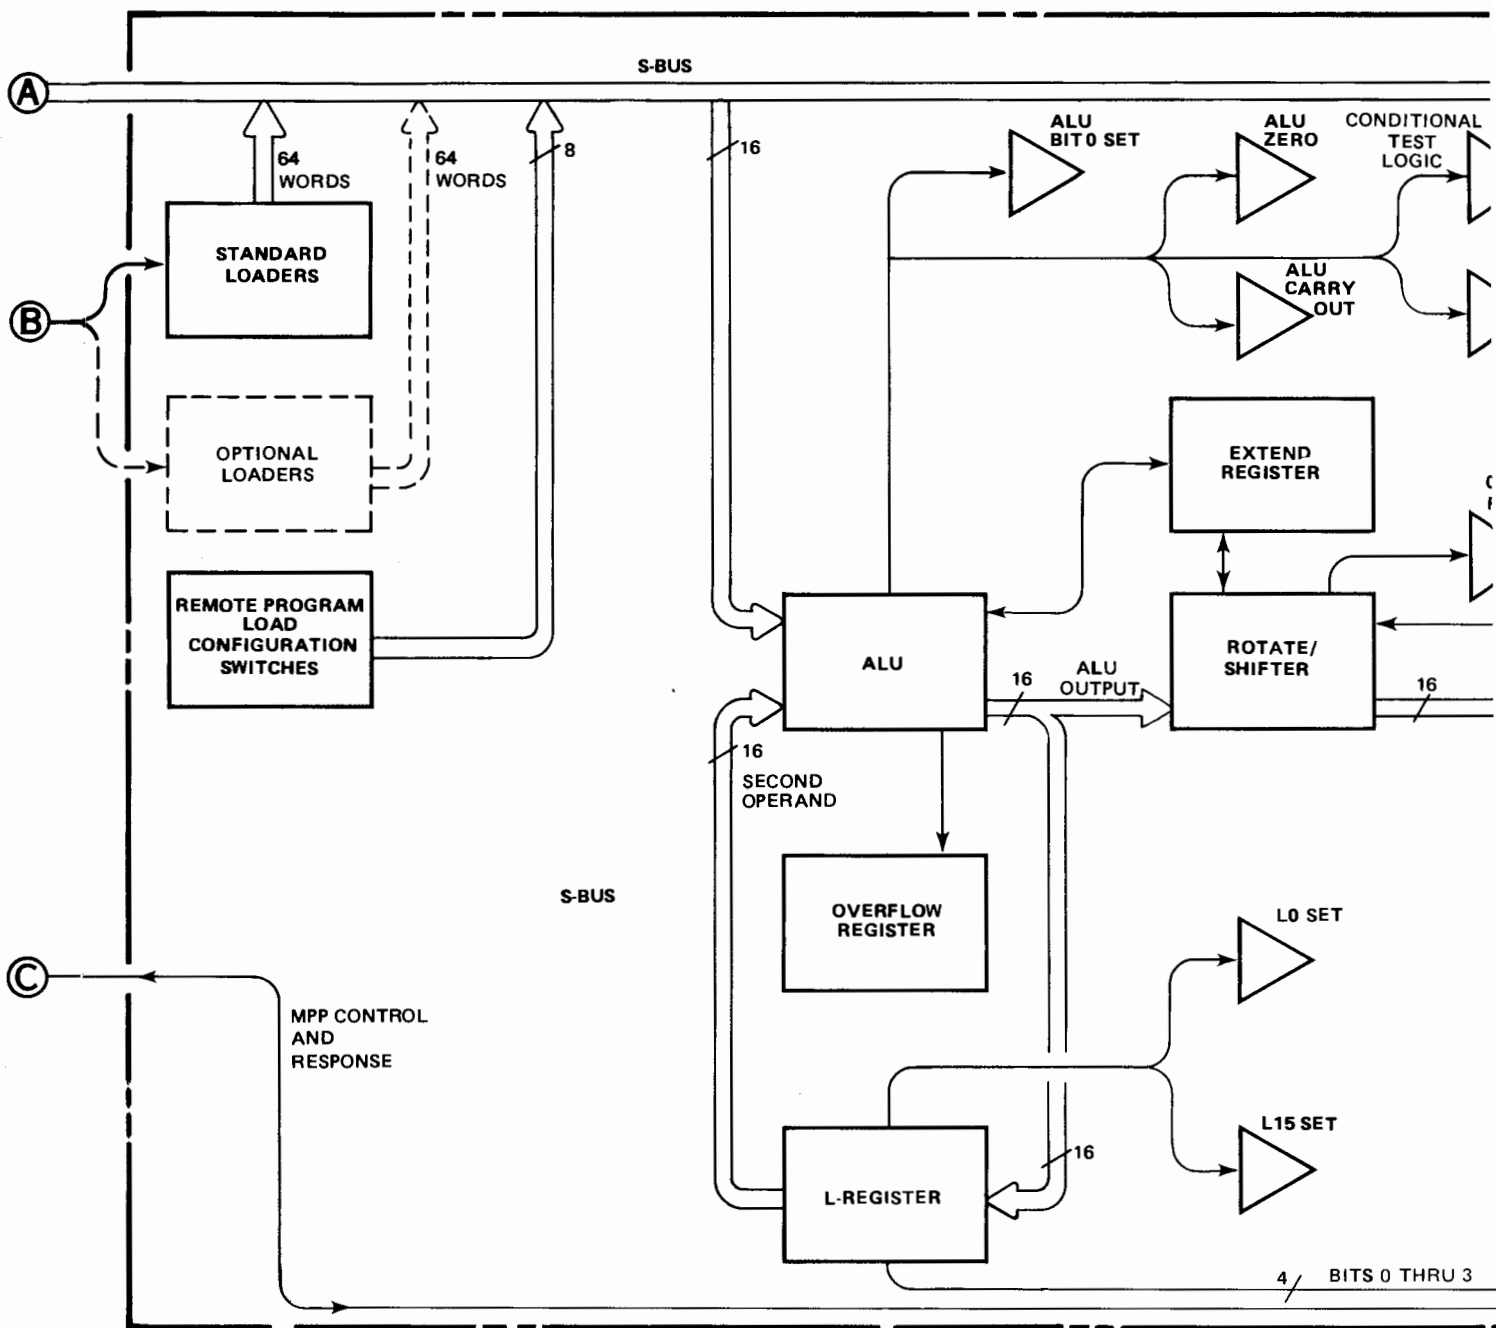 S-BUS
A
ALU
BIT 0 SET
ALU
ZERO
CONDITIONAL
TEST
LOGIC
64
WORDS
64
WORDS
8
16
STANDARD
LOADERS
ALU
CARRY
OUT
B
OPTIONAL
LOADERS
EXTEND
REGISTER
REMOTE PROGRAM
LOAD
CONFIGURATION
SWITCHES
ALU
ROTATE/
SHIFTER
16
ALU
OUTPUT
16
16
SECOND
OPERAND
S-BUS
OVERFLOW
REGISTER
L0 SET
C
MPP CONTROL
AND
RESPONSE
L15 SET
16
L-REGISTER
4
BITS 0 THRU 3